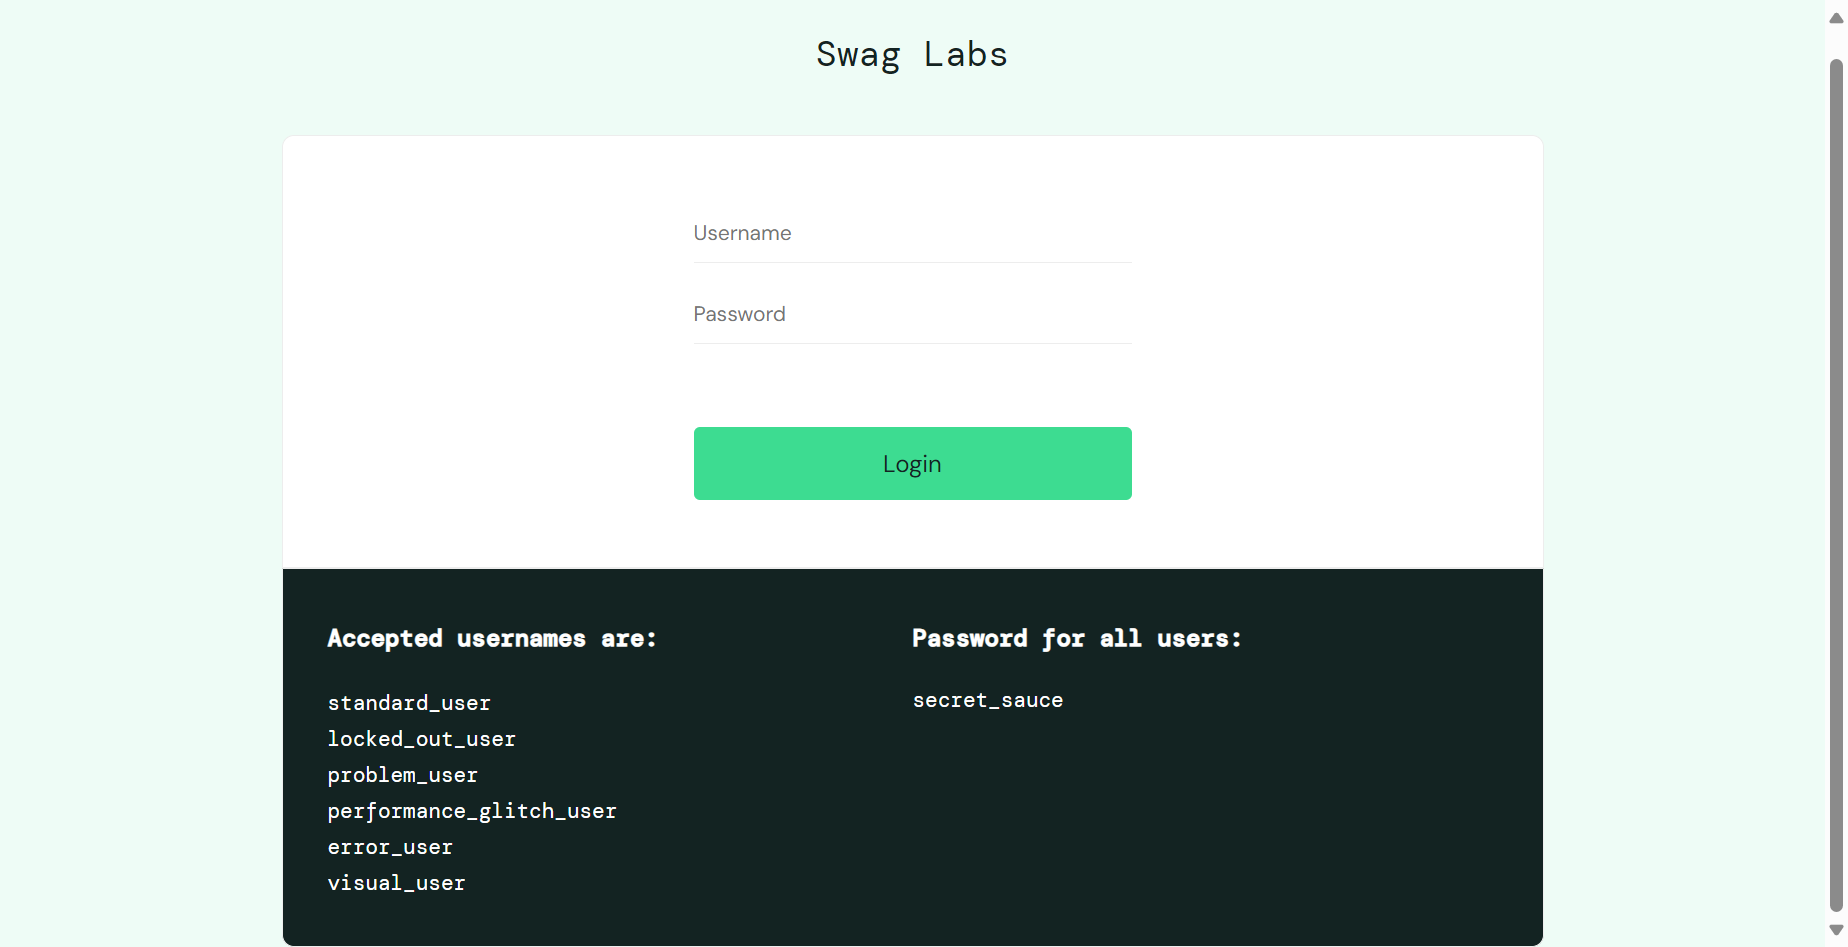 Swag Labs
Username
Password
Login
Accepted usernames are:
standard_user
locked_out_user
problem_user
performance_glitch_user
error_user
visual_user
Password for all users:
secret_sauce